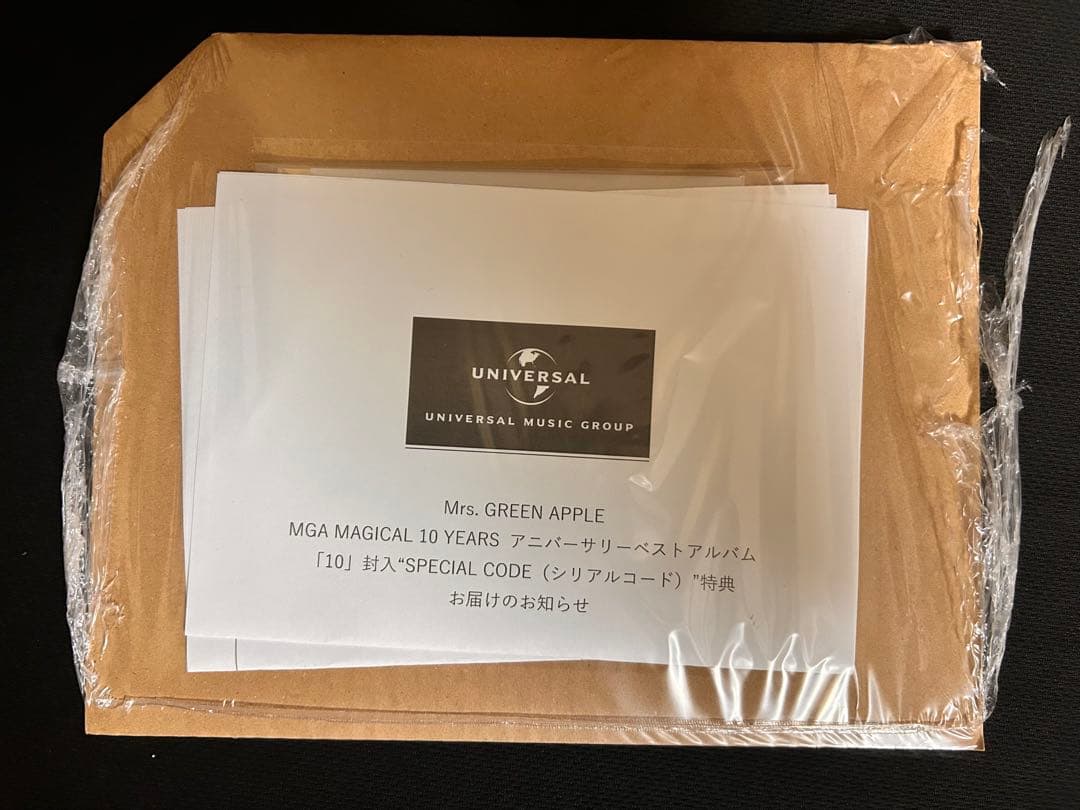 UNIVERSAL
UNIVERSAL MUSIC GROUP
Mrs. GREEN APPLE
MGA MAGICAL 10 YEARS アニバーサリーベストアルバム
「10」封入“SPECIAL CODE（シリアルコード）”特典
お届けのお知らせ